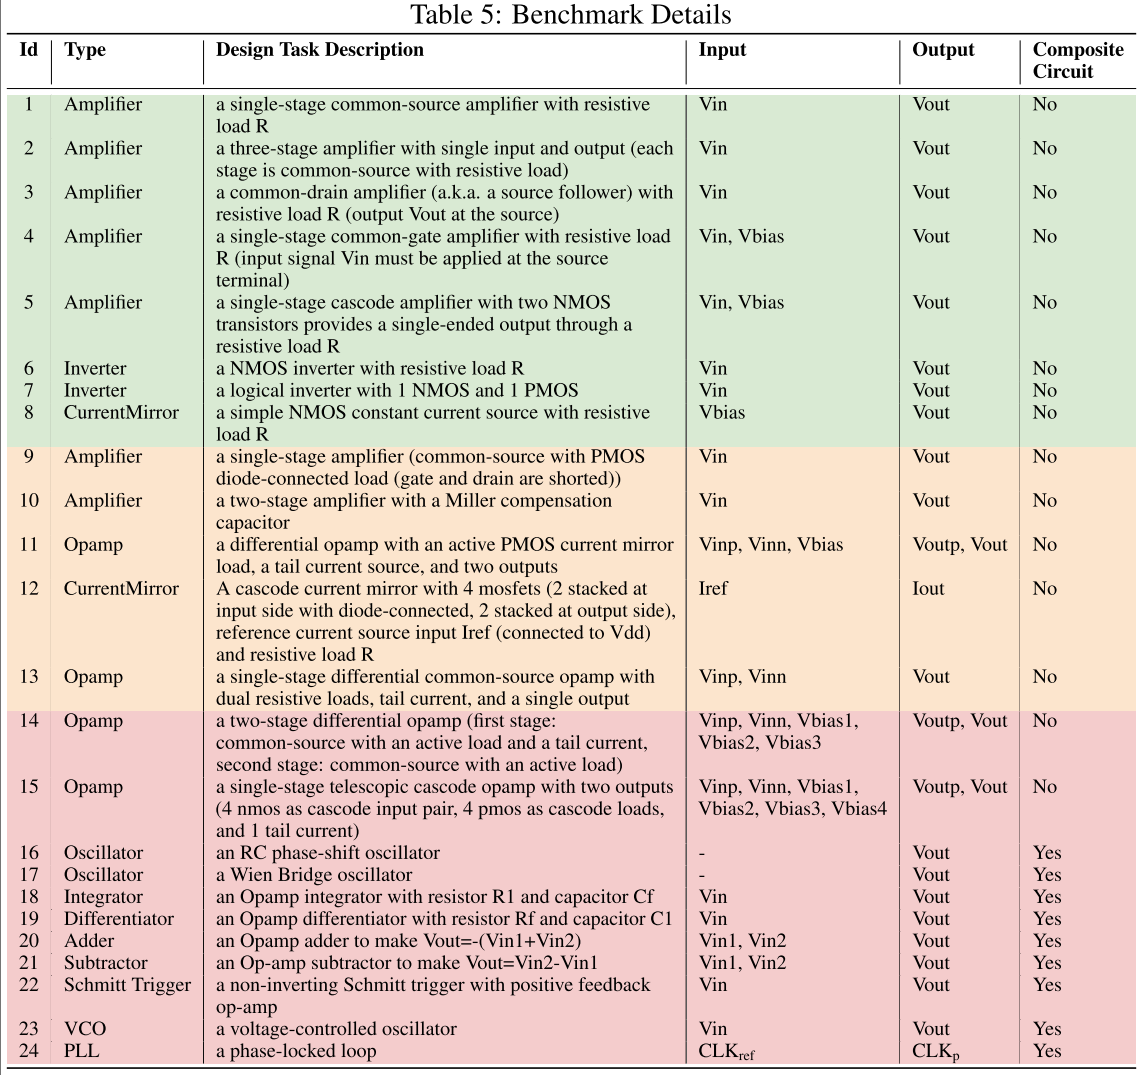 Table 5: Benchmark Details
Id Type Design Task Description Input Output Composite
Circuit
1 Amplifier a single-stage common-source amplifier with resistive Vin Vout No
load R
2 Amplifier a three-stage amplifier with single input and output (each Vin Vout No
stage is common-source with resistive load)
3 Amplifier a common-drain amplifier (a.k.a. a source follower) with Vin Vout No
resistive load R (output Vout at the source)
4 Amplifier a single-stage common-gate amplifier with resistive load Vin, Vbias Vout No
R (input signal Vin must be applied at the source
terminal)
5 Amplifier a single-stage cascode amplifier with two NMOS Vin, Vbias Vout No
transistors provides a single-ended output through a
resistive load R
6 Inverter a NMOS inverter with resistive load R Vin Vout No
7 Inverter a logical inverter with 1 NMOS and 1 PMOS Vin Vout No
8 CurrentMirror a simple NMOS constant current source with resistive Vbias Vout No
load R
9 Amplifier a single-stage amplifier (common-source with PMOS Vin Vout No
diode-connected load (gate and drain are shorted))
10 Amplifier a two-stage amplifier with a Miller compensation Vin Vout No
capacitor
11 Opamp a differential opamp with an active PMOS current mirror Vinp, Vinn, Vbias Voutp, Vout No
load, a tail current source, and two outputs
12 CurrentMirror A cascode current mirror with 4 mosfets (2 stacked at Iref Iout No
input side with diode-connected, 2 stacked at output side),
reference current source input Iref (connected to Vdd)
and resistive load R
13 Opamp a single-stage differential common-source opamp with Vinp, Vinn Vout No
dual resistive loads, tail current, and a single output
14 Opamp a two-stage differential opamp (first stage: Vinp, Vinn, Vbias1, Voutp, Vout No
common-source with an active load and a tail current, Vbias2, Vbias3
second stage: common-source with an active load)
15 Opamp a single-stage telescopic cascode opamp with two outputs Vinp, Vinn, Vbias1, Voutp, Vout No
(4 nmos as cascode input pair, 4 pmos as cascode loads, Vbias2, Vbias3, Vbias4
and 1 tail current)
16 Oscillator an RC phase-shift oscillator - Vout Yes
17 Oscillator a Wien Bridge oscillator - Vout Yes
18 Integrator an Opamp integrator with resistor R1 and capacitor Cf Vin Vout Yes
19 Differentiator an Opamp differentiator with resistor Rf and capacitor C1 Vin Vout Yes
20 Adder an Opamp adder to make Vout=-(Vin1+Vin2) Vin1, Vin2 Vout Yes
21 Subtractor an Op-amp subtractor to make Vout=Vin2-Vin1 Vin1, Vin2 Vout Yes
22 Schmitt Trigger a non-inverting Schmitt trigger with positive feedback Vin Vout Yes
op-amp
23 VCO a voltage-controlled oscillator Vin Vout Yes
24 PLL a phase-locked loop CLKref CLKp Yes